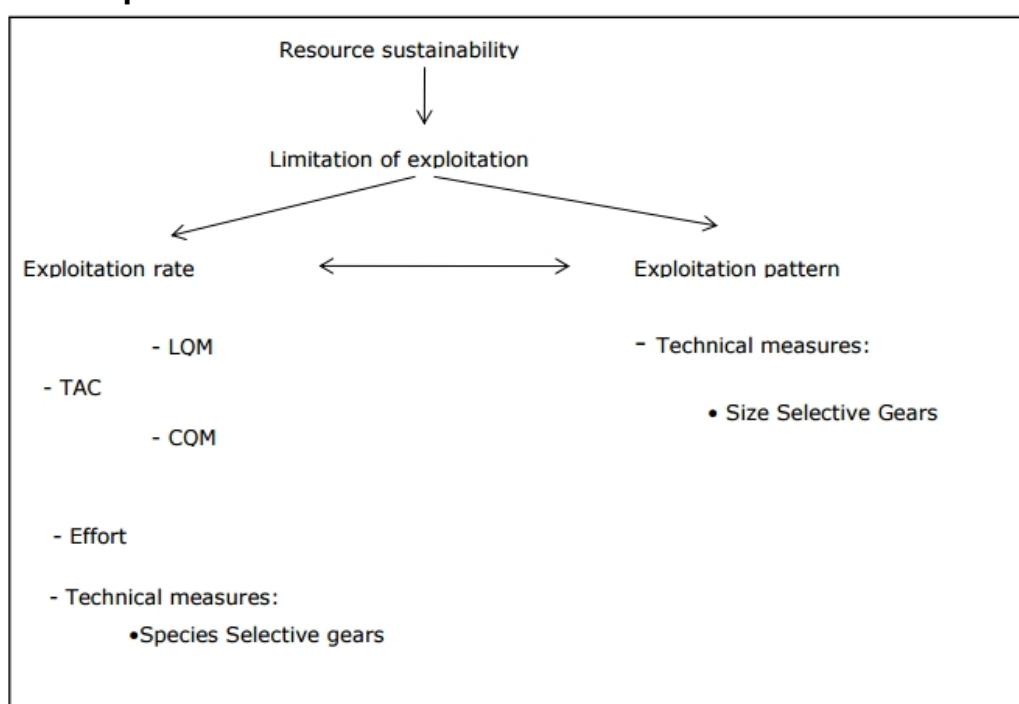 Resource sustainability
Limitation of exploitation
Exploitation rate
Exploitation pattern
- LQM
- Technical measures:
- TAC
• Size Selective Gears
- CQM
- Effort
- Technical measures:
•Species Selective gears